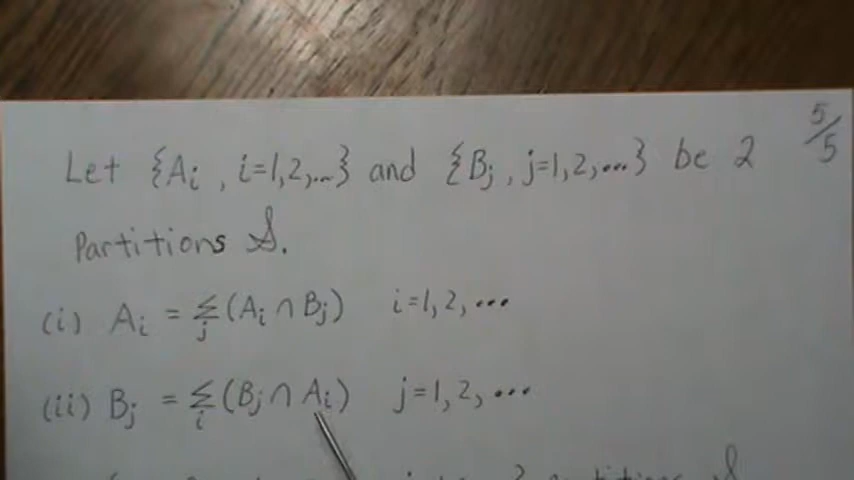 5/5
Let {Ai , i=1,2,...} and {Bj , j=1,2,...} be 2
Partitions S.
(i) Ai = Σj (Ai ∩ Bj) i=1,2,...
(ii) Bj = Σi (Bj ∩ Ai) j=1,2,...